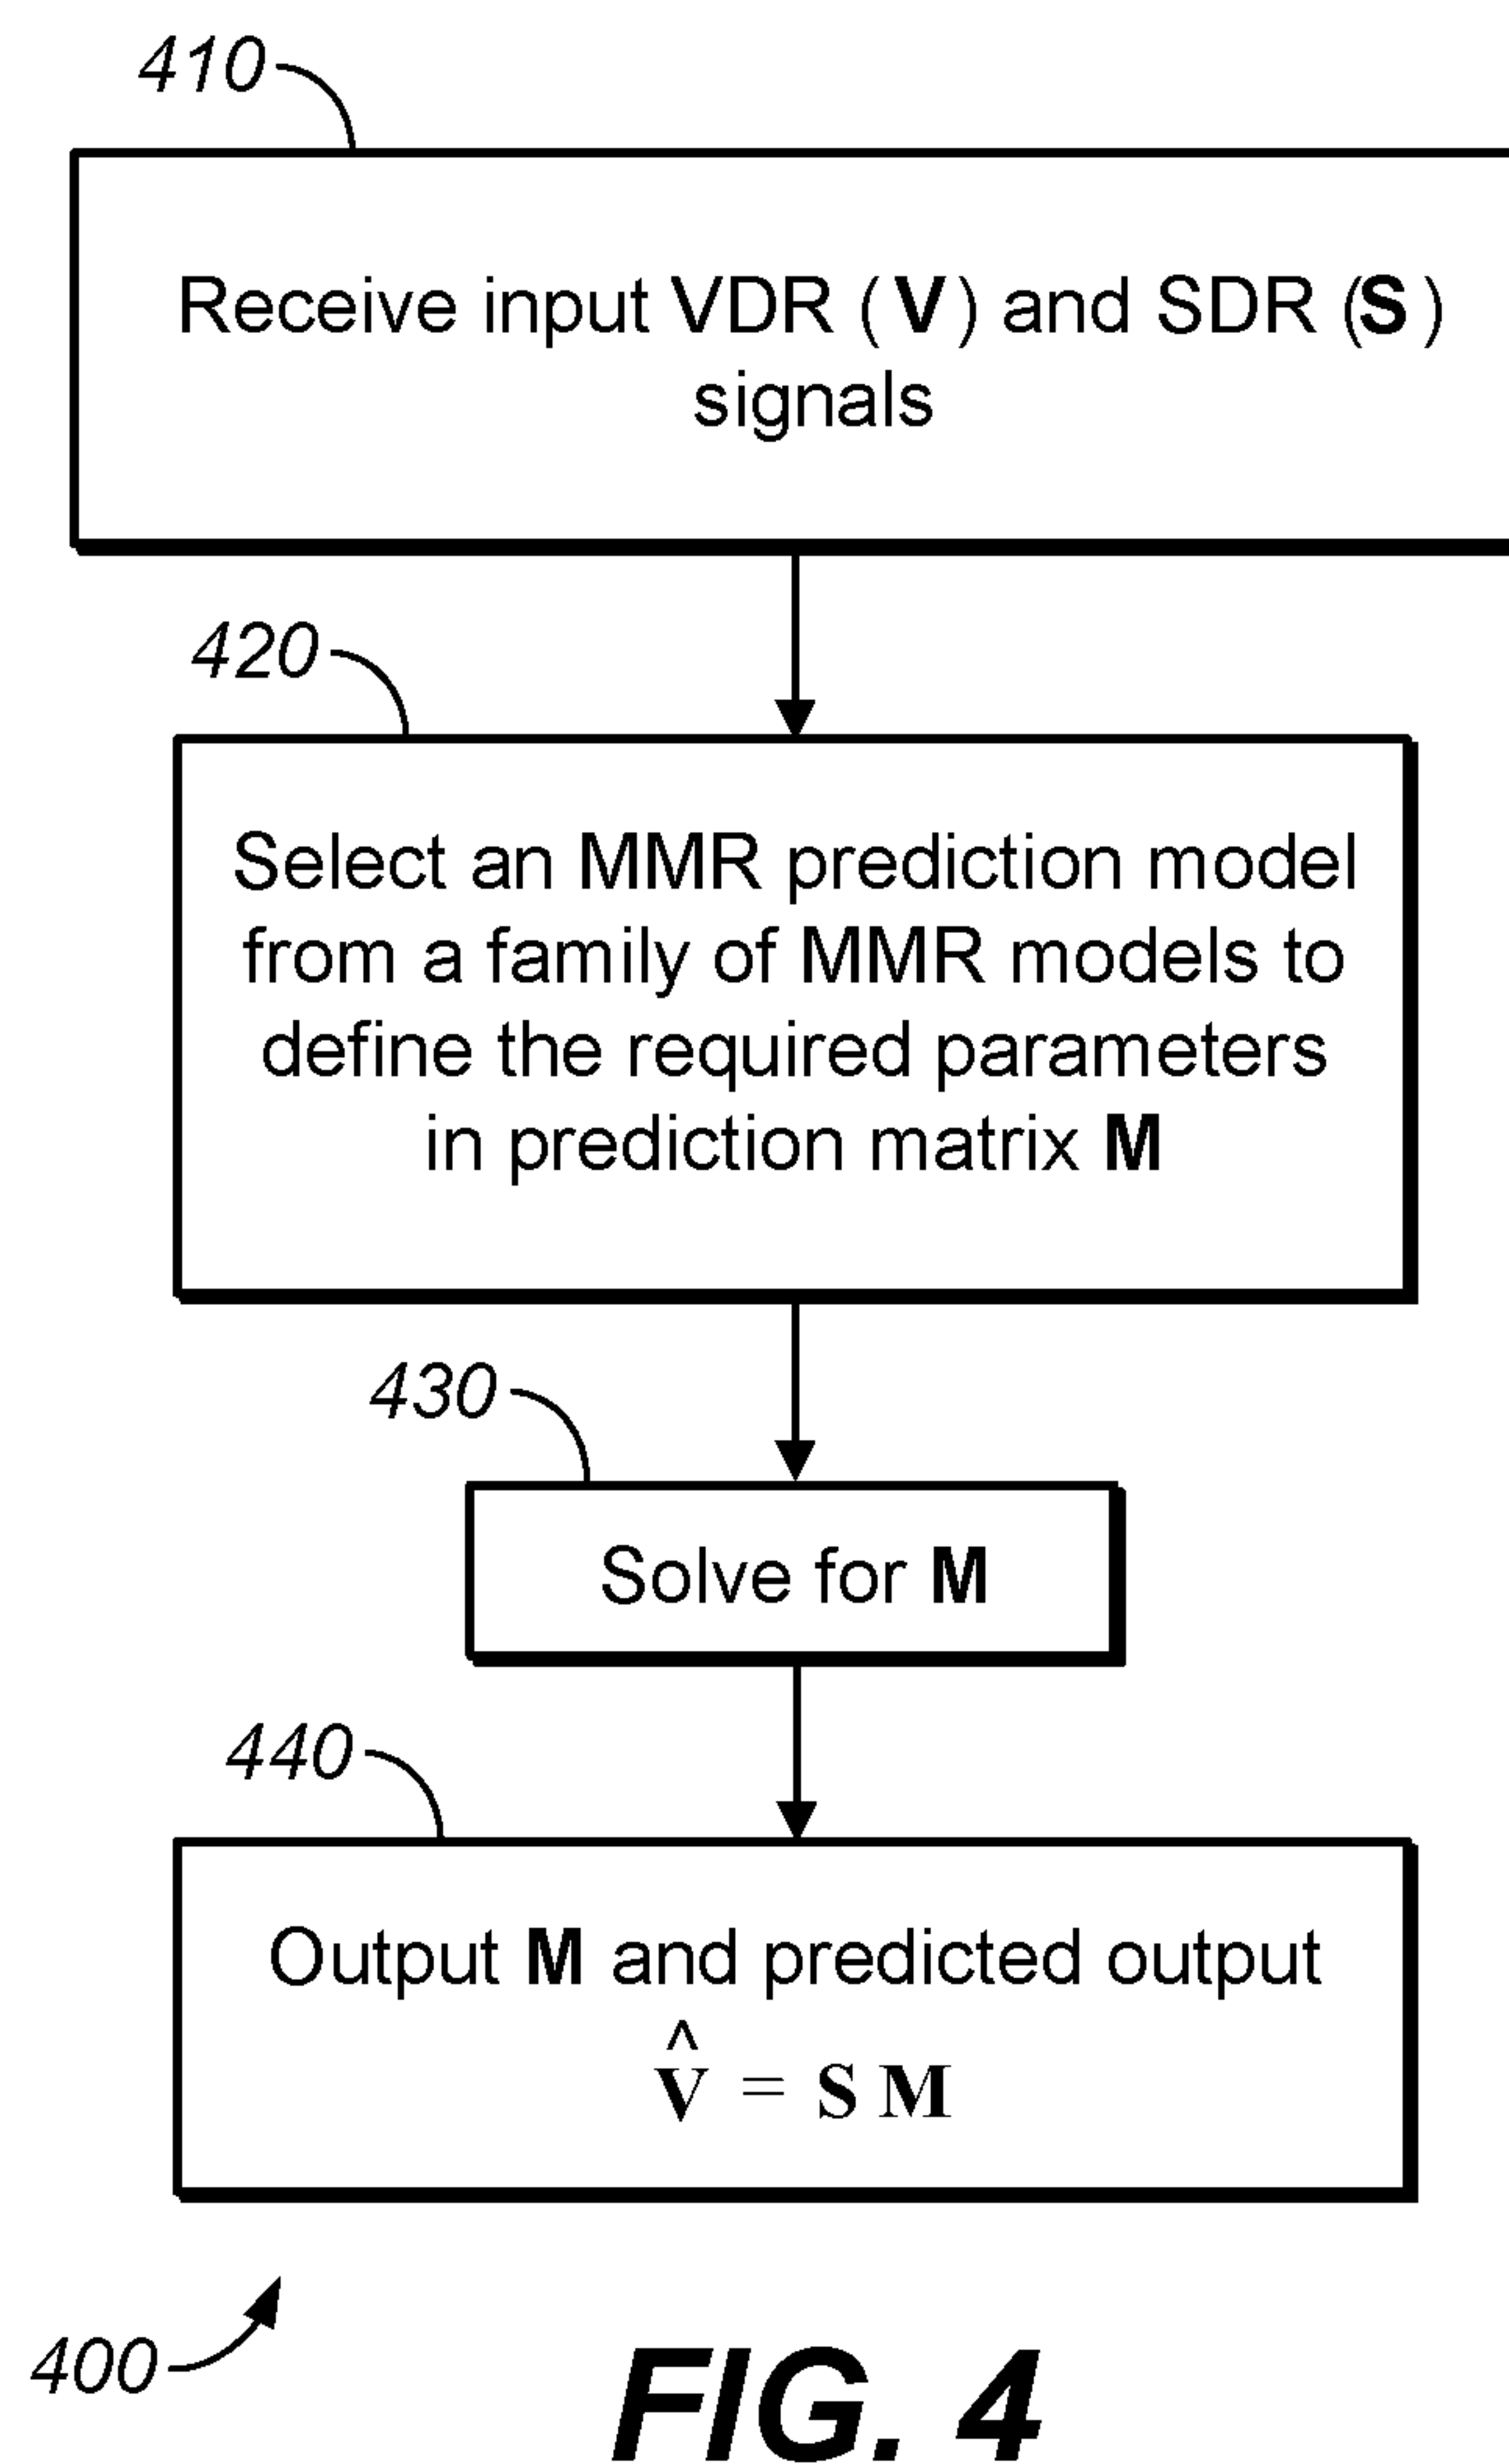 410
Receive input VDR (V) and SDR (S)
signals
420
Select an MMR prediction model
from a family of MMR models to
define the required parameters
in prediction matrix M
430
Solve for M
440
Output M and predicted output
V̂ = S M
400
FIG. 4